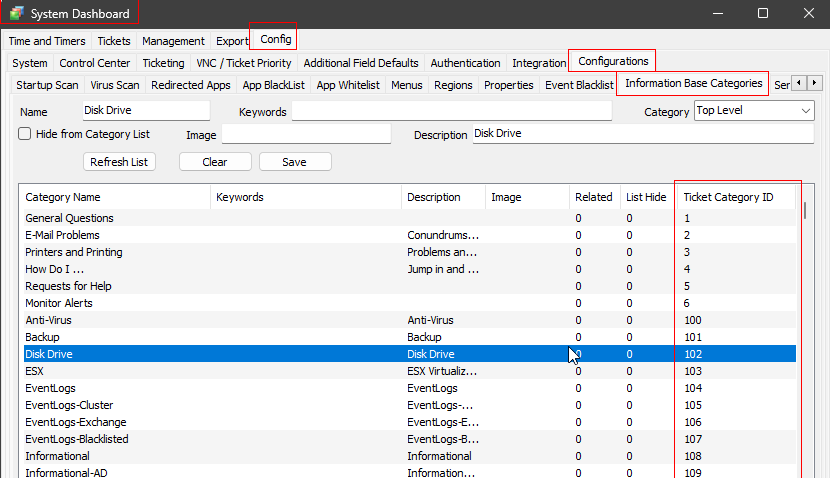 System Dashboard
Time and Timers Tickets Management Export Config
System Control Center Ticketing VNC / Ticket Priority Additional Field Defaults Authentication Integration Configurations
Startup Scan Virus Scan Redirected Apps App BlackList App Whitelist Menus Regions Properties Event Blacklist Information Base Categories Ser
Name Disk Drive Keywords Category Top Level
Hide from Category List Image Description Disk Drive
Refresh List Clear Save
Category Name Keywords Description Image Related List Hide Ticket Category ID
General Questions 0 0 1
E-Mail Problems Conundrums... 0 0 2
Printers and Printing Problems an... 0 0 3
How Do I ... Jump in and ... 0 0 4
Requests for Help 0 0 5
Monitor Alerts 0 0 6
Anti-Virus Anti-Virus 0 0 100
Backup Backup 0 0 101
Disk Drive Disk Drive 0 0 102
ESX ESX Virtualiz... 0 0 103
EventLogs EventLogs 0 0 104
EventLogs-Cluster EventLogs-... 0 0 105
EventLogs-Exchange EventLogs-E... 0 0 106
EventLogs-Blacklisted EventLogs-B... 0 0 107
Informational Informational 0 0 108
Informational-AD Information... 0 0 109